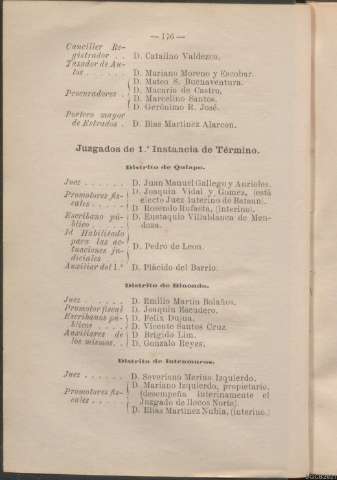 — 176 —
Canciller Re-
gistrador . . D. Catalino Valdezco.
Tasador de Au-
tos . . . . . . D. Mariano Moreno y Escobar.
D. Mateo S. Buenaventura.
Procuradores . D. Macario de Castro.
D. Marcelino Santos.
D. Gerónimo R. José.
Portero mayor
de Estrados . D. Blas Martinez Alarcon.
Juzgados de 1.ª Instancia de Término.
Distrito de Quiapo.
Juez . . . . . . D. Juan Manuel Gallego y
Promotores fis-
cales . . . . . D. Joaquin Vidal y Gomez, (está
electo Juez Interino de Bataan).
D. Rosendo Rufasta, (interino).
Escribano pú-
blico . . . . . D. Eustaquio Villablanca de Men-
doza.
Id Habilitado
para las ac-
tuaciones ju-
diciales D. Pedro de Leon.
Auxiliar del 1.º D. Plácido del Barrio.
Distrito de Binondo.
Juez . . . . . . D. Emilio Martin Bolaños.
Promotor fiscal D. Joaquin Escudero.
Escribanos pú-
blicos . . . . D. Felix Dujua.
D. Vicente Santos Cruz
Auxiliares de
los mismos. . D. Brigido Lim.
D. Gonzalo Reyes.
Distrito de Intramuros.
Juez . . . . . . D. Severiano Merino Izquierdo.
Promotores fis-
cales . . . . . D. Mariano Izquierdo, propietario.
(desempeña interinamente el
Juzgado de Ilocos Norte).
D. Elias Martinez Nubla, (interino.)